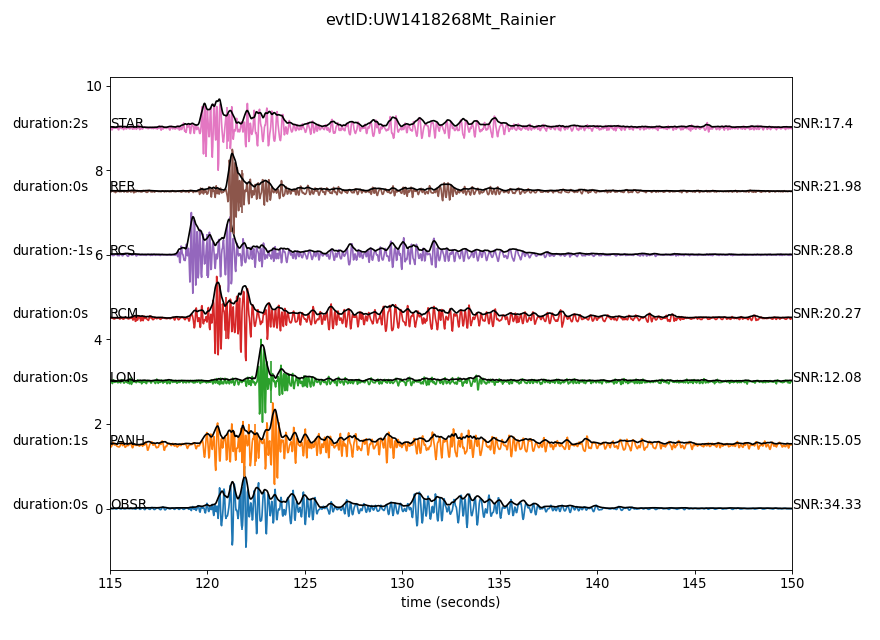 evtID:UW1418268Mt_Rainier
10
duration:2s STAR SNR:17.4
8
duration:0s RER SNR:21.98
duration:-1s RCS SNR:28.8
6
duration:0s RCM SNR:20.27
4
duration:0s LON SNR:12.08
2
duration:1s PANH SNR:15.05
duration:0s OBSR SNR:34.33
0
115 120 125 130 135 140 145 150
time (seconds)